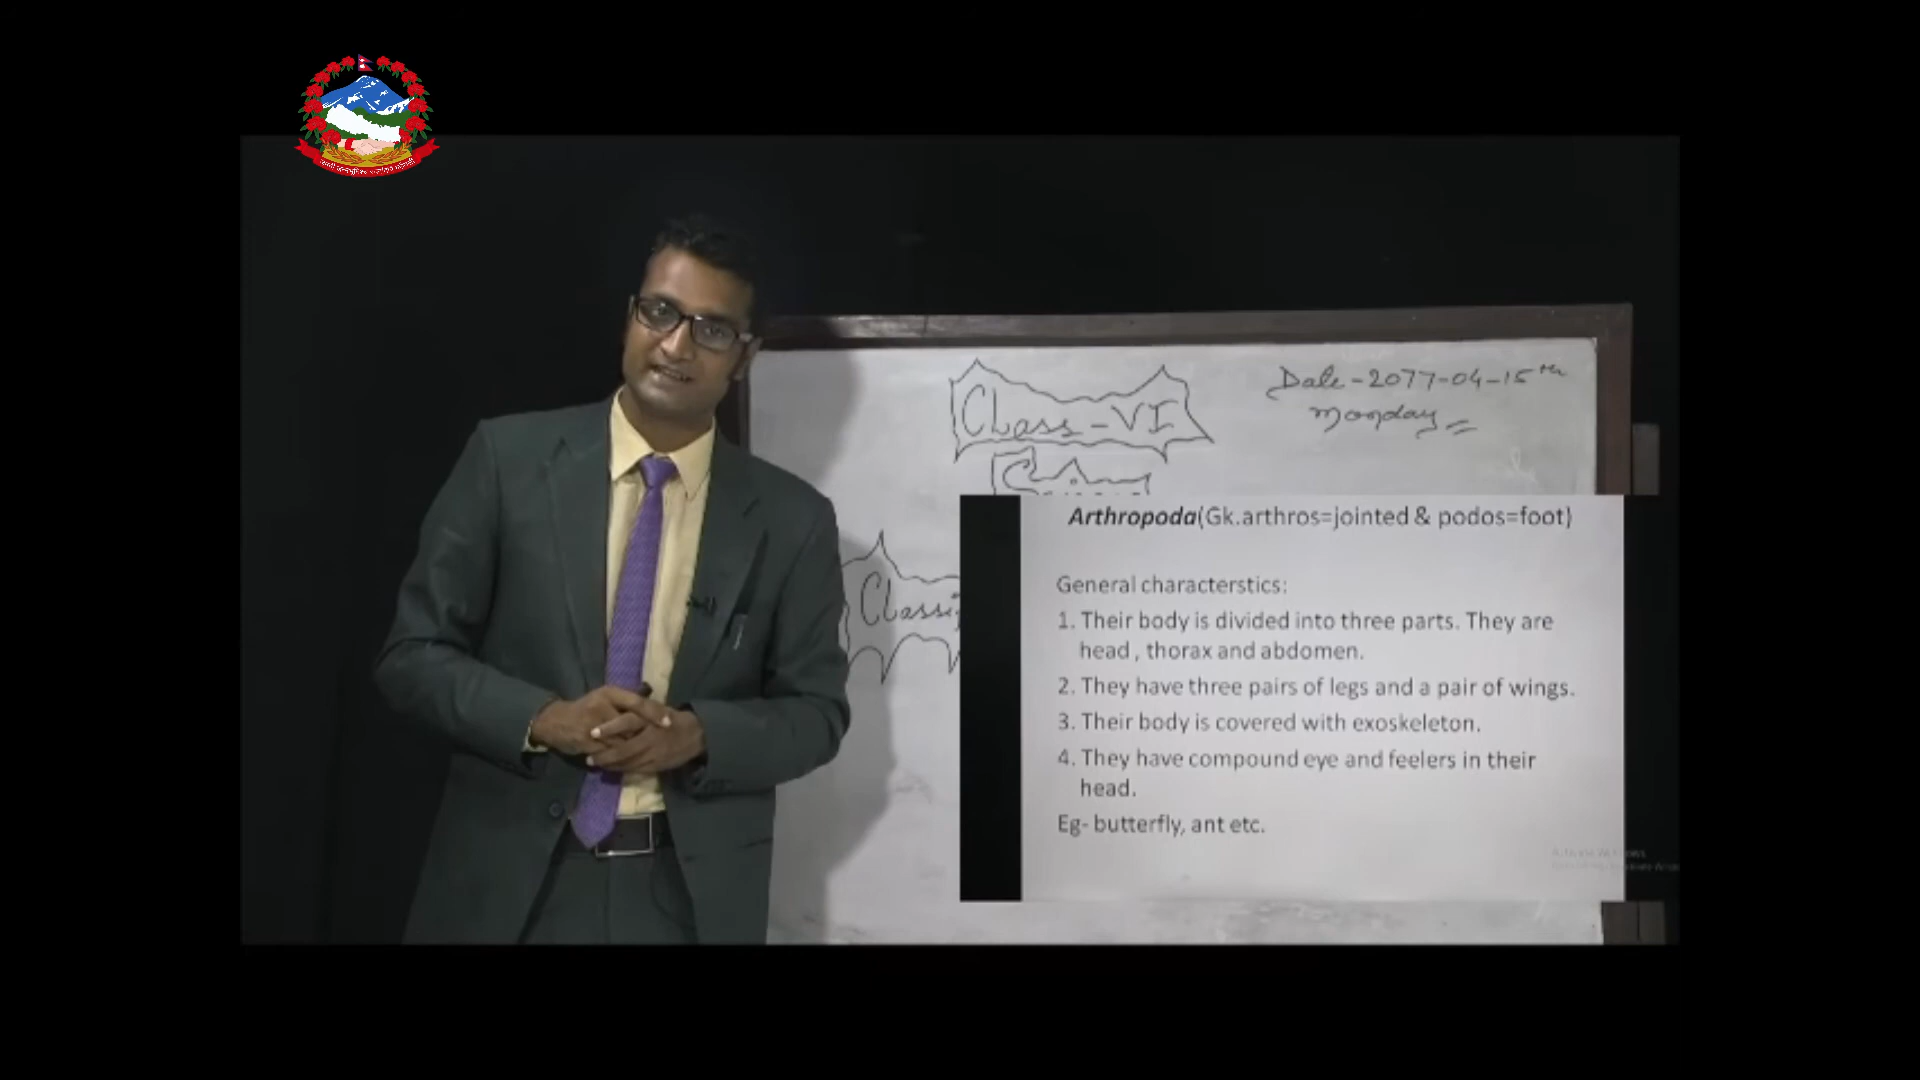 Class-VI
Date-2077-04-15th
Monday
Arthropoda(Gk.arthros=jointed & podos=foot)
General characterstics:
1. Their body is divided into three parts. They are
head , thorax and abdomen.
2. They have three pairs of legs and a pair of wings.
3. Their body is covered with exoskeleton.
4. They have compound eye and feelers in their
head.
Eg- butterfly, ant etc.